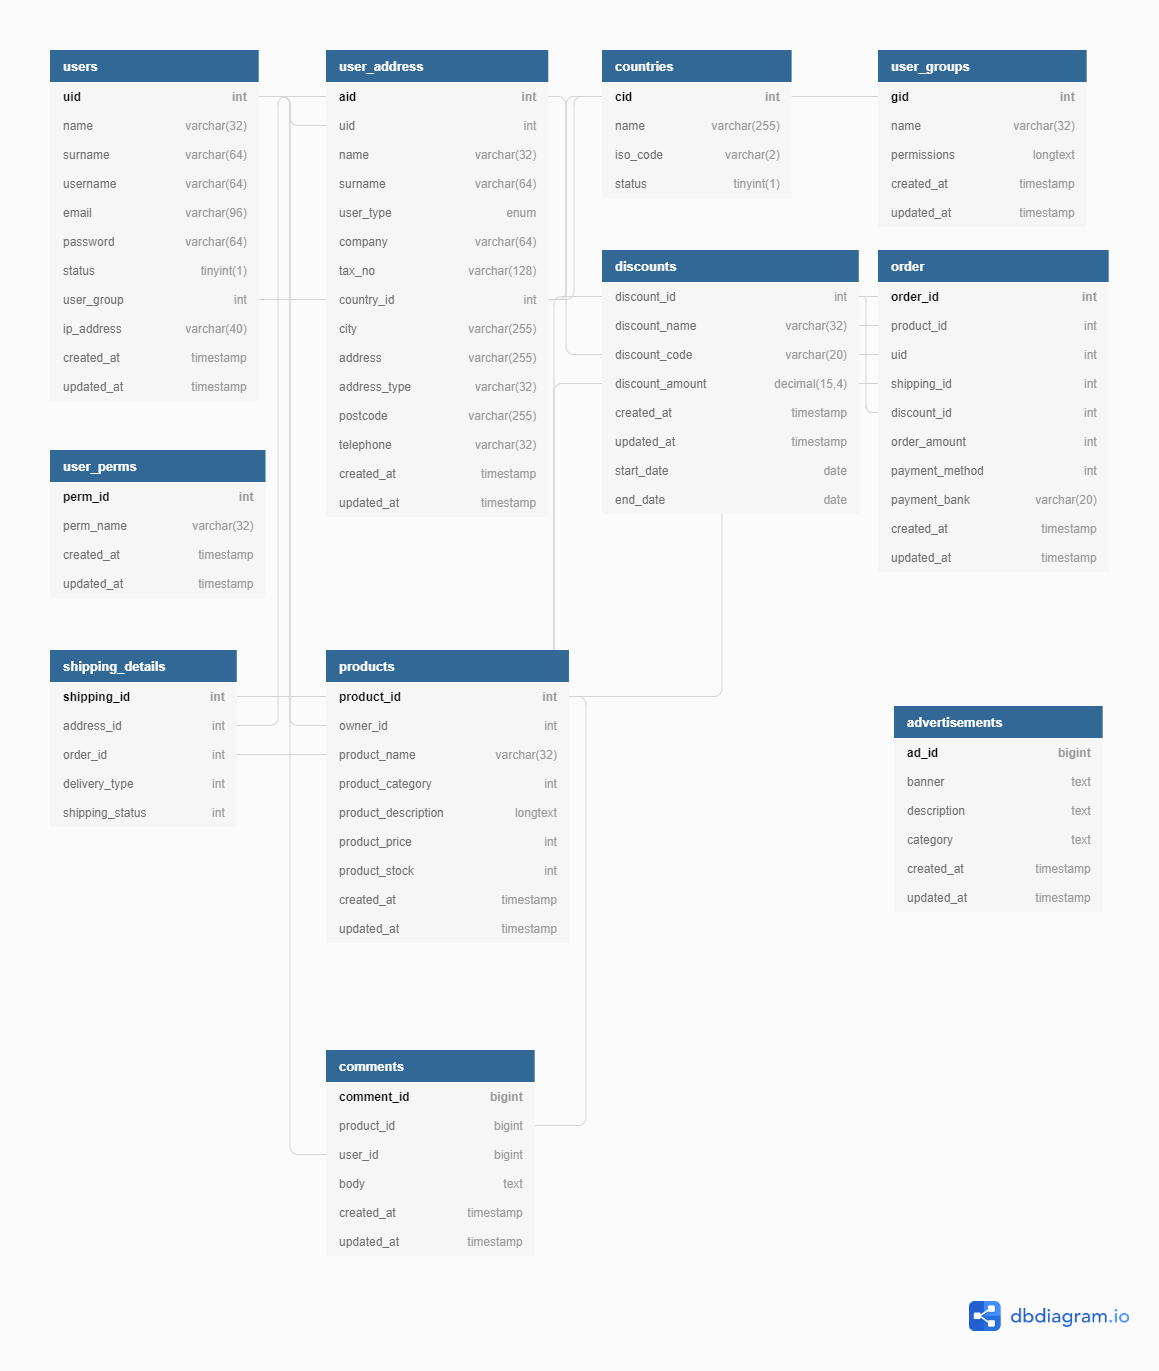 users
uid int
name varchar(32)
surname varchar(64)
username varchar(64)
email varchar(96)
password varchar(64)
status tinyint(1)
user_group int
ip_address varchar(40)
created_at timestamp
updated_at timestamp
user_address
aid int
uid int
name varchar(32)
surname varchar(64)
user_type enum
company varchar(64)
tax_no varchar(128)
country_id int
city varchar(255)
address varchar(255)
address_type varchar(32)
postcode varchar(255)
telephone varchar(32)
created_at timestamp
updated_at timestamp
countries
cid int
name varchar(255)
iso_code varchar(2)
status tinyint(1)
user_groups
gid int
name varchar(32)
permissions longtext
created_at timestamp
updated_at timestamp
discounts
discount_id int
discount_name varchar(32)
discount_code varchar(20)
discount_amount decimal(15,4)
created_at timestamp
updated_at timestamp
start_date date
end_date date
order
order_id int
product_id int
uid int
shipping_id int
discount_id int
order_amount int
payment_method int
payment_bank varchar(20)
created_at timestamp
updated_at timestamp
user_perms
perm_id int
perm_name varchar(32)
created_at timestamp
updated_at timestamp
shipping_details
shipping_id int
address_id int
order_id int
delivery_type int
shipping_status int
products
product_id int
owner_id int
product_name varchar(32)
product_category int
product_description longtext
product_price int
product_stock int
created_at timestamp
updated_at timestamp
advertisements
ad_id bigint
banner text
description text
category text
created_at timestamp
updated_at timestamp
comments
comment_id bigint
product_id bigint
user_id bigint
body text
created_at timestamp
updated_at timestamp
dbdiagram.io